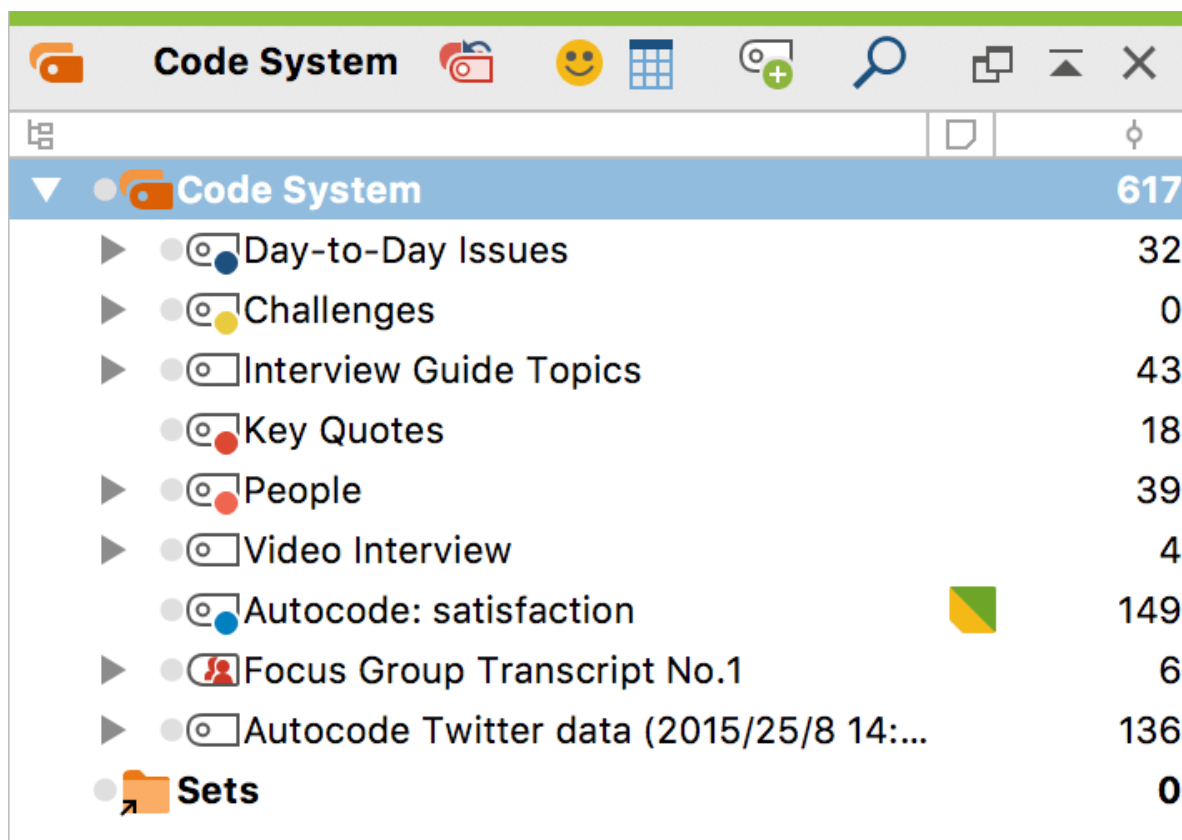 Code System
Code System 617
Day-to-Day Issues 32
Challenges 0
Interview Guide Topics 43
Key Quotes 18
People 39
Video Interview 4
Autocode: satisfaction 149
Focus Group Transcript No.1 6
Autocode Twitter data (2015/25/8 14:... 136
Sets 0